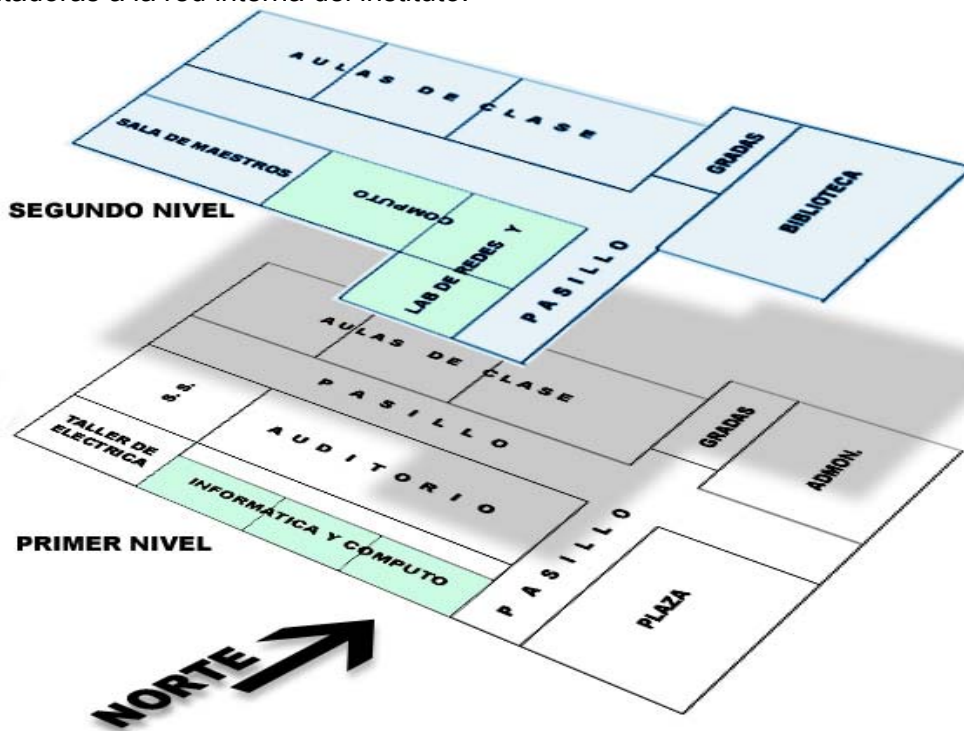 tadoras a la red interna del instituto.
AULAS DE CLASE
GRADAS
SALA DE MAESTROS
COMPUTO
BIBLIOTECA
SEGUNDO NIVEL
LAB DE REDES Y
PASILLO
AULAS DE CLASE
S.S.
PASILLO
GRADAS
TALLER DE
ELECTRICA
AUDITORIO
ADMON.
INFORMATICA Y COMPUTO
PASILLO
PRIMER NIVEL
PLAZA
NORTE